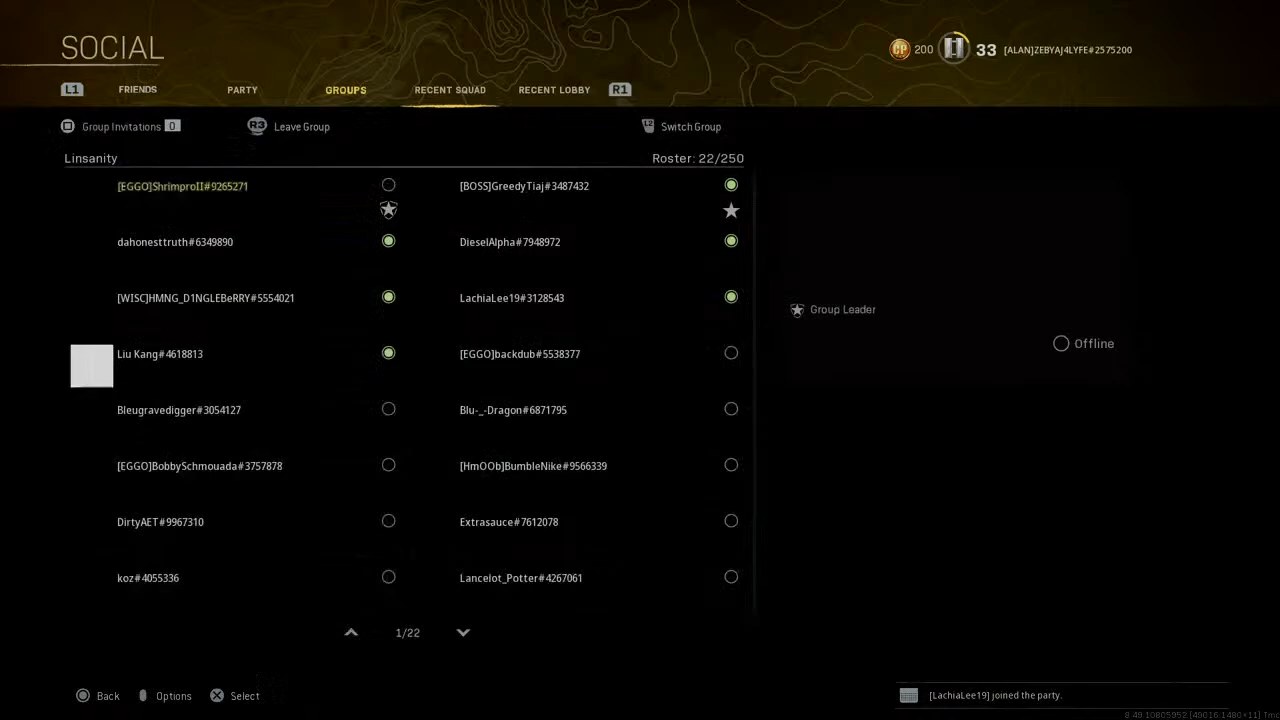 SOCIAL
CP 200 33 [ALAN]ZEBYAJ4LYFE#2575200
L1 FRIENDS PARTY GROUPS RECENT SQUAD RECENT LOBBY R1
Group Invitations 0 R3 Leave Group L2 Switch Group
Linsanity Roster: 22/250
[EGGO]ShrimproII#9265271 [BOSS]GreedyTiaj#3487432
dahonesttruth#6349890 DieselAlpha#7948972
[WISC]HMNG_D1NGLEBeRRY#5554021 LachiaLee19#3128543
Group Leader
Offline
Liu Kang#4618813 [EGGO]backdub#5538377
Bleugravedigger#3054127 Blu-_-Dragon#6871795
[EGGO]BobbySchmouada#3757878 [HmOOb]BumbleNike#9566339
DirtyAET#9967310 Extrasauce#7612078
koz#4055336 Lancelot_Potter#4267061
1/22
Back Options Select
[LachiaLee19] joined the party.